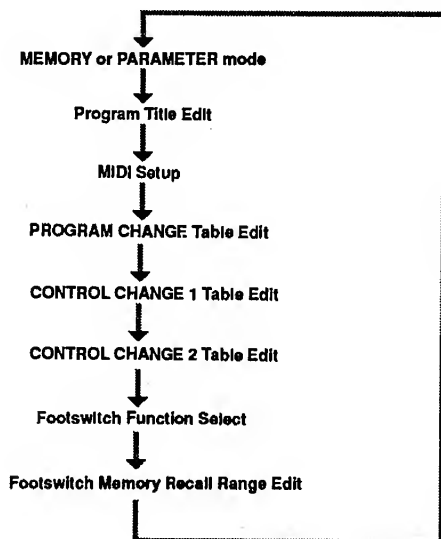 MEMORY or PARAMETER mode
Program Title Edit
MIDI Setup
PROGRAM CHANGE Table Edit
CONTROL CHANGE 1 Table Edit
CONTROL CHANGE 2 Table Edit
Footswitch Function Select
Footswitch Memory Recall Range Edit